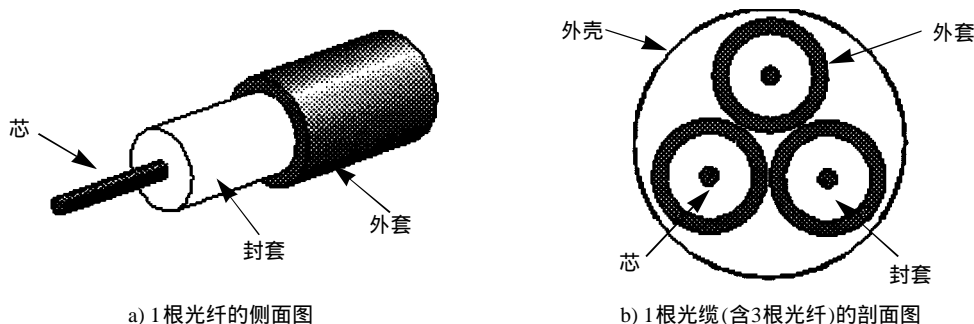 芯
封套
外套
a) 1根光纤的侧面图
外壳
外套
芯
封套
b) 1根光缆(含3根光纤)的剖面图